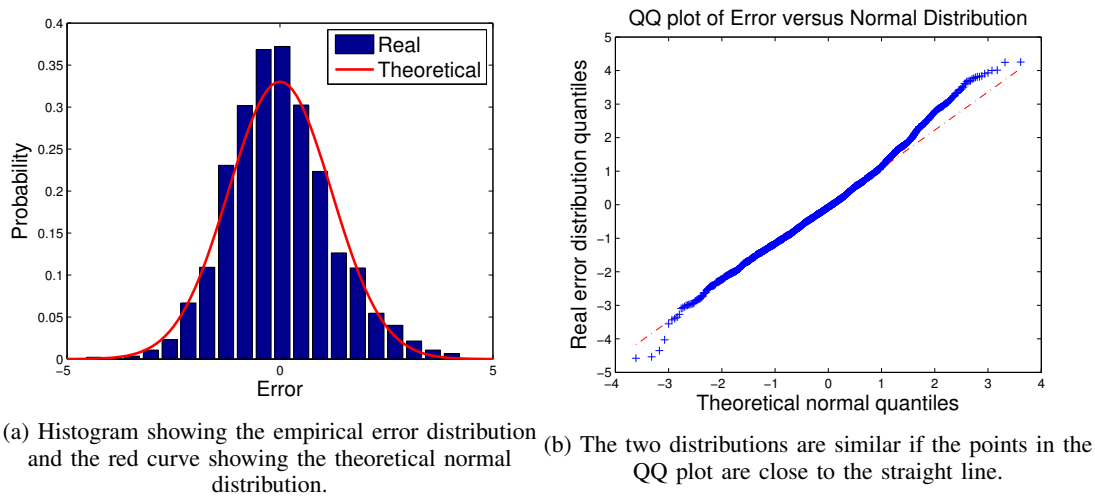 0.4
0.35
0.3
0.25
0.2
0.15
0.1
0.05
0
Probability
Real
Theoretical
−5
0
5
Error
(a) Histogram showing the empirical error distribution
and the red curve showing the theoretical normal
distribution.
QQ plot of Error versus Normal Distribution
5
4
3
2
1
0
−1
−2
−3
−4
−5
Real error distribution quantiles
−4
−3
−2
−1
0
1
2
3
4
Theoretical normal quantiles
(b) The two distributions are similar if the points in the
QQ plot are close to the straight line.